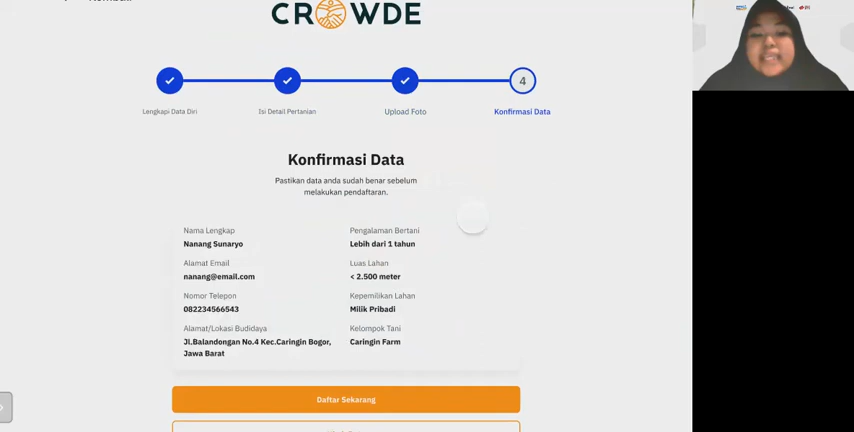 CROWDE
4
Lengkapi Data Diri
Isi Detail Pertanian
Upload Foto
Konfirmasi Data
Konfirmasi Data
Pastikan data anda sudah benar sebelum
melakukan pendaftaran.
Nama Lengkap
Nanang Sunaryo
Alamat Email
nanang@email.com
Nomor Telepon
082234566543
Alamat/Lokasi Budidaya
Jl.Balandongan No.4 Kec.Caringin Bogor,
Jawa Barat
Pengalaman Bertani
Lebih dari 1 tahun
Luas Lahan
< 2.500 meter
Kepemilikan Lahan
Milik Pribadi
Kelompok Tani
Caringin Farm
Daftar Sekarang